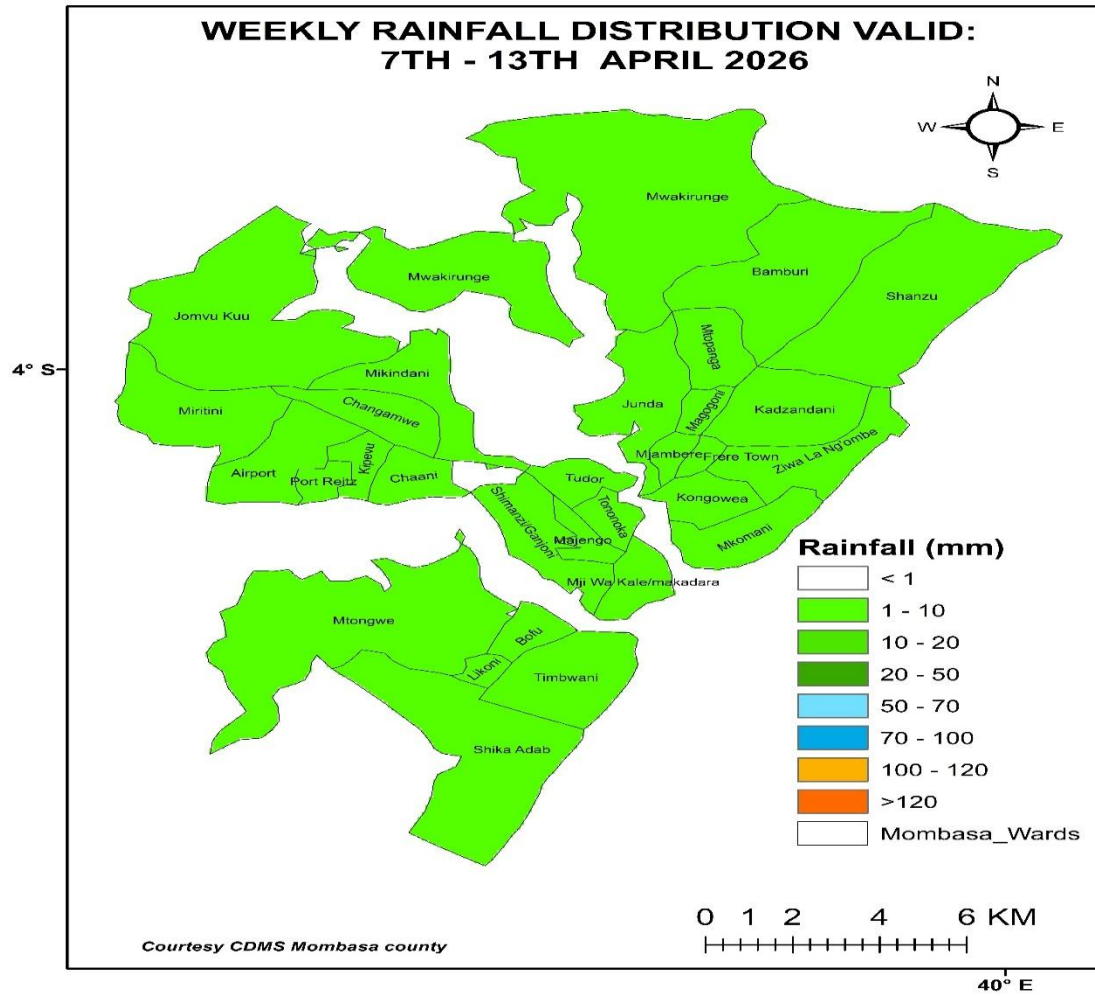 WEEKLY RAINFALL DISTRIBUTION VALID:
7TH - 13TH APRIL 2026
N
W
E
S
Mwakirunge
Bamburi
Shanzu
Mwakirunge
Jomvu Kuu
4° S
Mtopanga
Mikindani
Junda
Magogoni
Kadzandani
Miritini
Changamwe
Kipevu
Mjambere
Frere Town
Ziwa La Ng'ombe
Airport
Port Reitz
Chaani
Tudor
Kongowea
Shimanzi/Ganjoni
Tononoka
Majengo
Mkomani
Mji Wa Kale/makadara
Mtongwe
Bofu
Likoni
Timbwani
Shika Adab
Rainfall (mm)
< 1
1 - 10
10 - 20
20 - 50
50 - 70
70 - 100
100 - 120
>120
Mombasa_Wards
0 1 2 4 6 KM
Courtesy CDMS Mombasa county
40° E